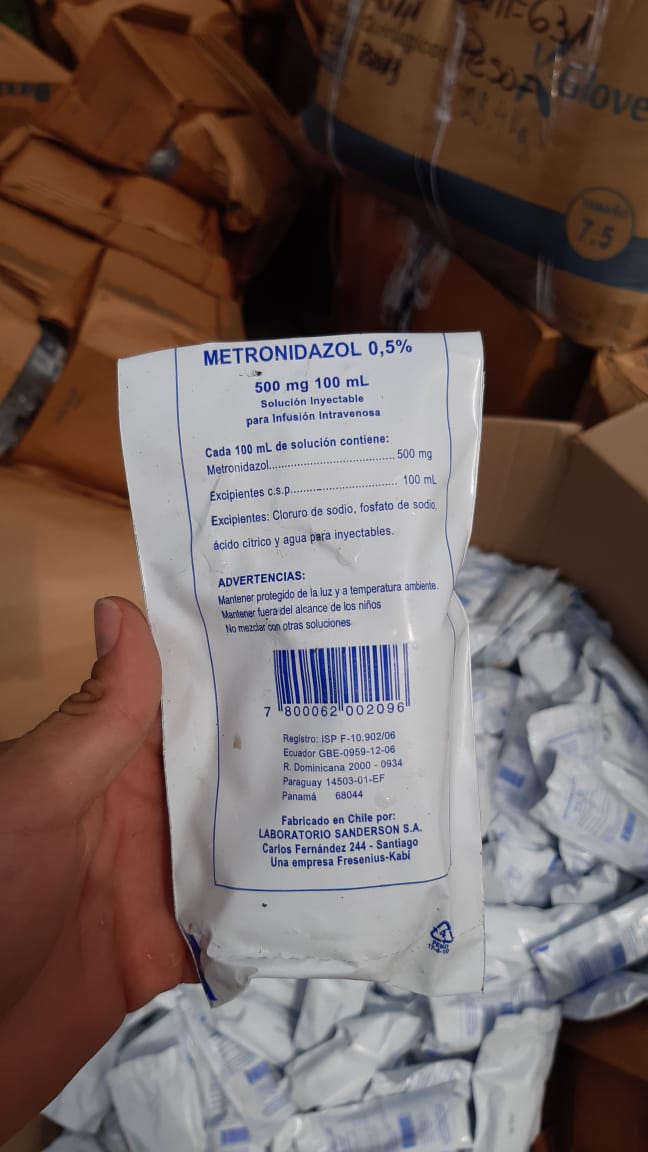 Glove
7.5
METRONIDAZOL 0,5%
500 mg 100 mL
Solución Inyectable
para Infusión Intravenosa
Cada 100 mL de solución contiene:
Metronidazol.......................................... 500 mg
Excipientes c.s.p................................... 100 mL
Excipientes: Cloruro de sodio, fosfato de sodio,
ácido cítrico y agua para inyectables.
ADVERTENCIAS:
Mantener protegido de la luz y a temperatura ambiente.
Mantener fuera del alcance de los niños
No mezclar con otras soluciones
7 800062 002096
Registro: ISP F-10.902/06
Ecuador GBE-0959-12-06
R. Dominicana 2000 - 0934
Paraguay 14503-01-EF
Panamá 68044
Fabricado en Chile por:
LABORATORIO SANDERSON S.A.
Carlos Fernández 244 - Santiago
Una empresa Fresenius-Kabi
4